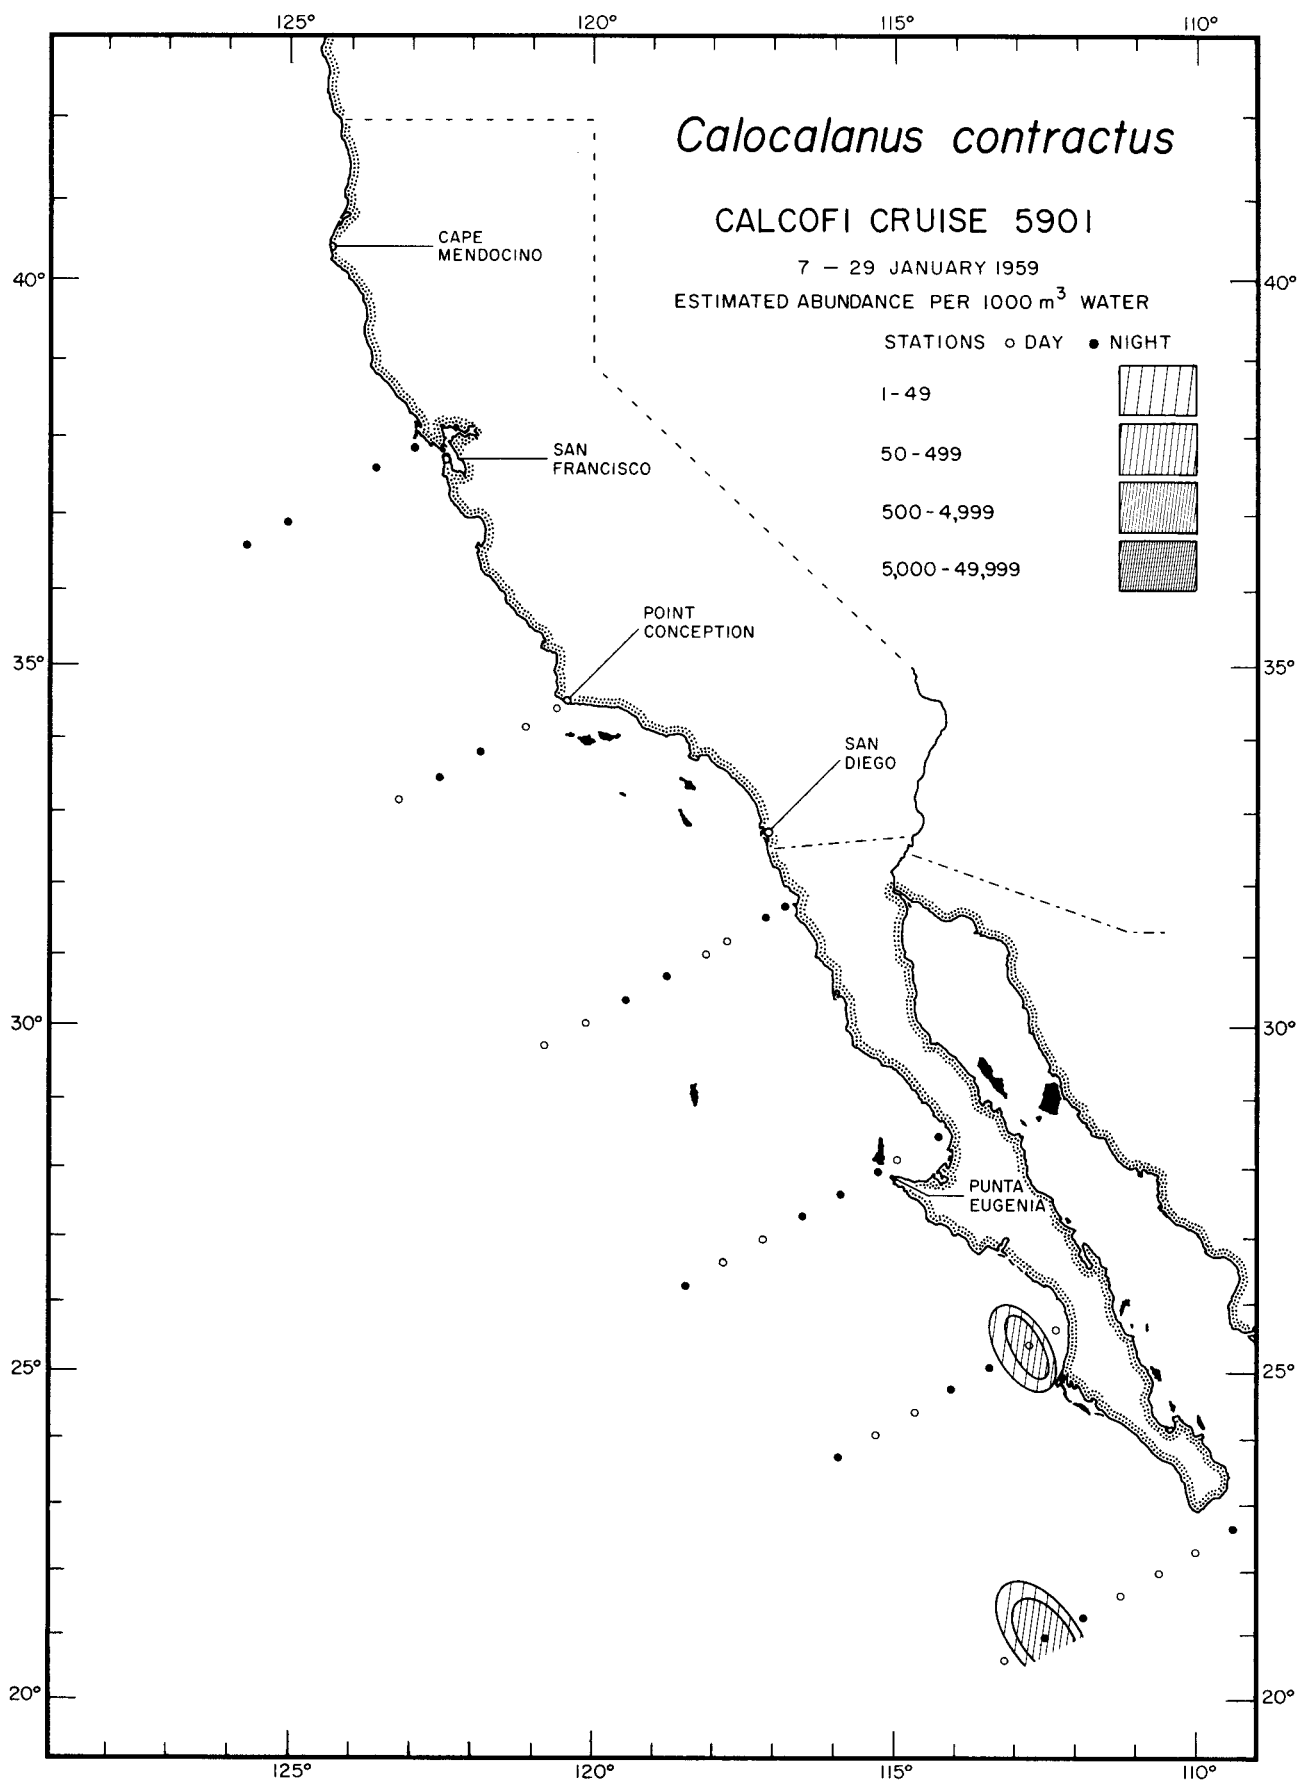 125° 120° 115° 110°
Calocalanus contractus
CALCOFI CRUISE 5901
7 – 29 JANUARY 1959
ESTIMATED ABUNDANCE PER 1000 m³ WATER
STATIONS ○ DAY ● NIGHT
1-49
50-499
500-4,999
5,000-49,999
CAPE
MENDOCINO
40° 40°
SAN
FRANCISCO
POINT
CONCEPTION
35° 35°
SAN
DIEGO
30° 30°
PUNTA
EUGENIA
25° 25°
20° 20°
125° 120° 115° 110°